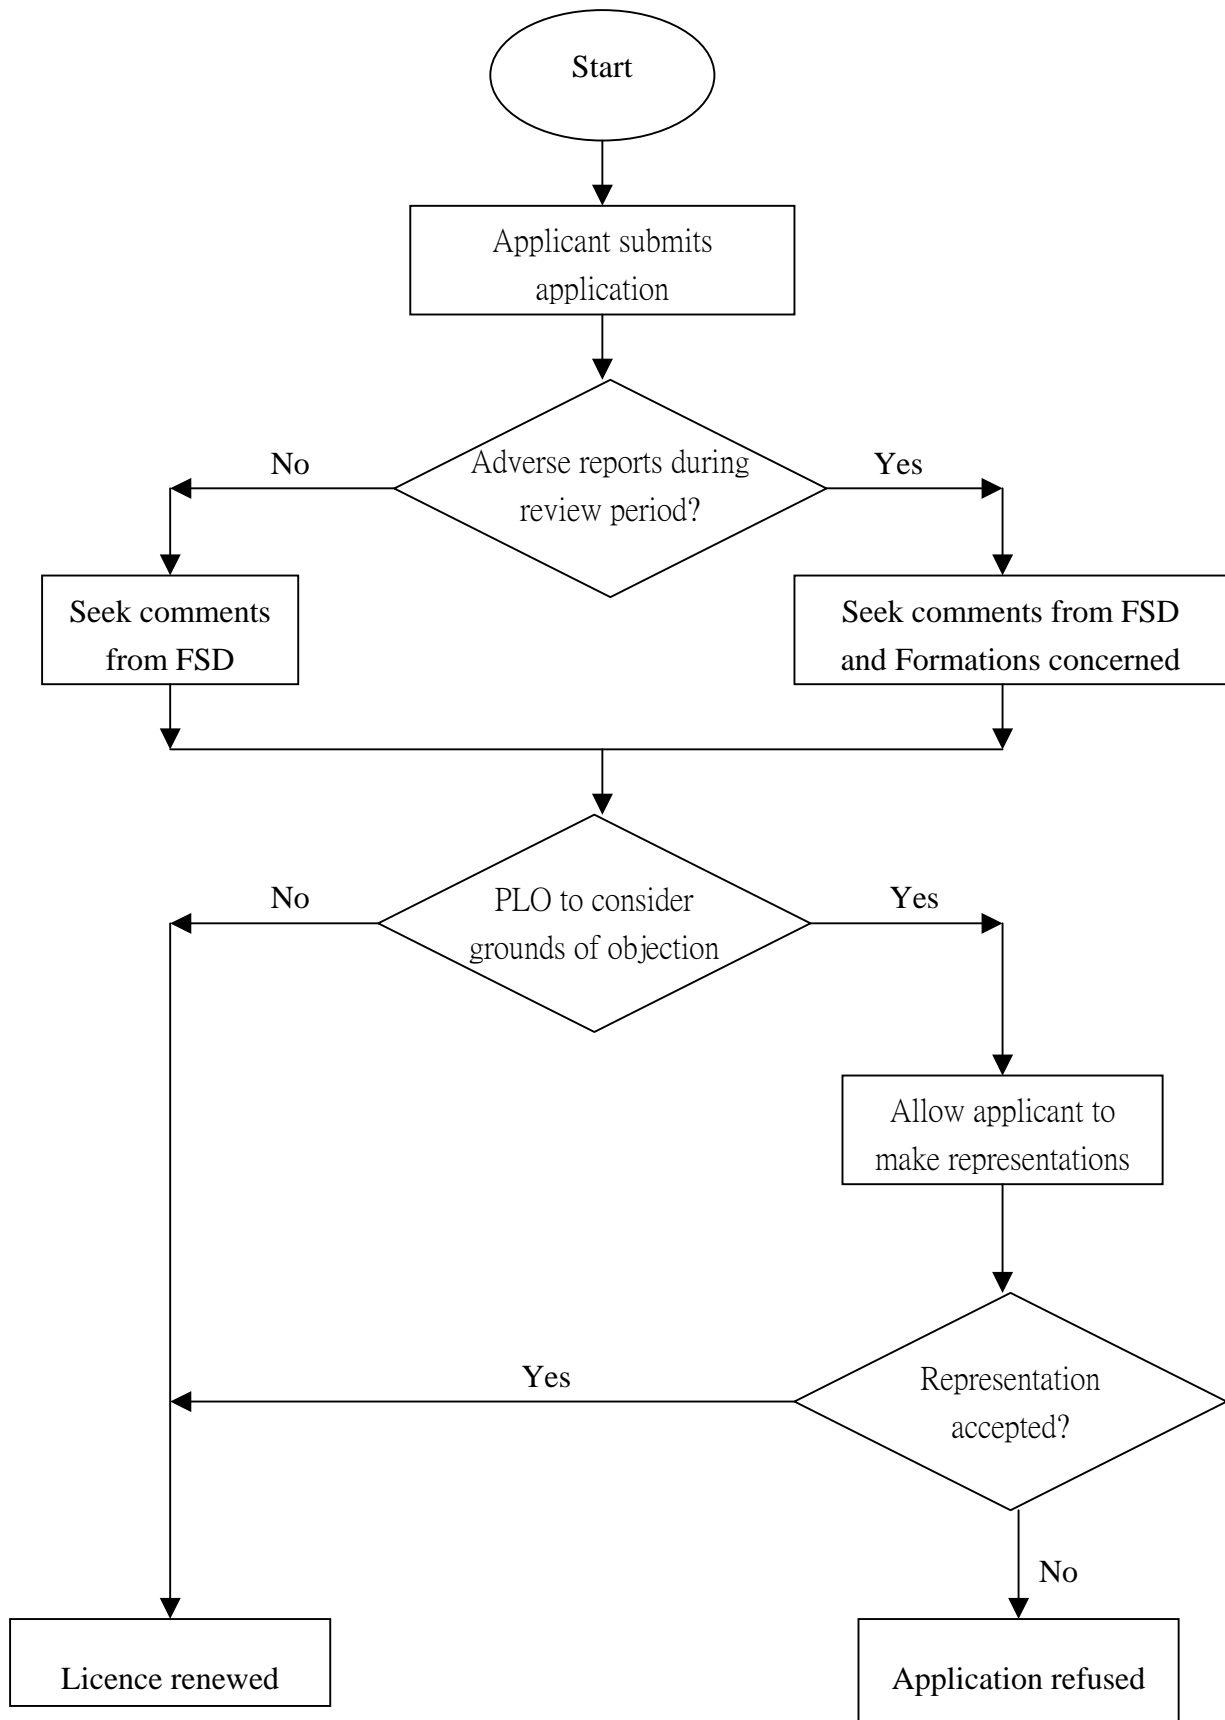 Start
Applicant submits
application
No
Adverse reports during
review period?
Yes
Seek comments
from FSD
Seek comments from FSD
and Formations concerned
No
PLO to consider
grounds of objection
Yes
Allow applicant to
make representations
Yes
Representation
accepted?
No
Licence renewed
Application refused